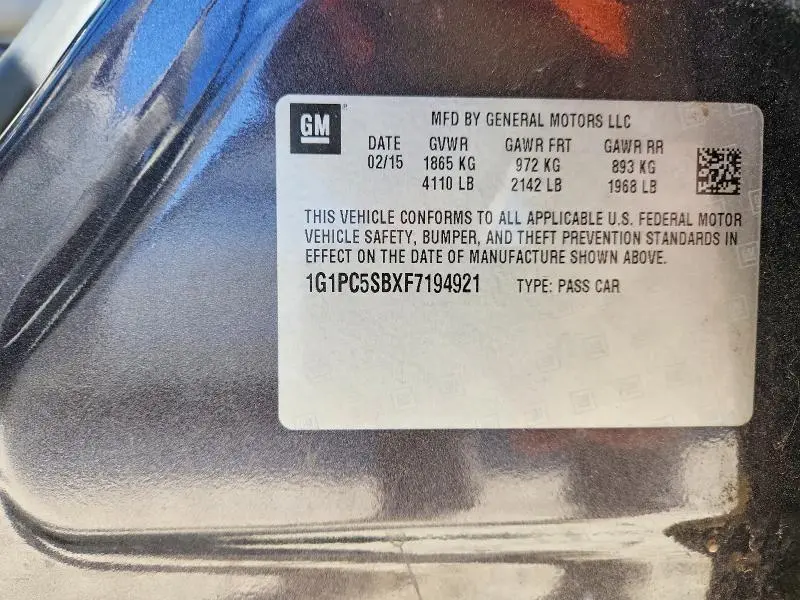 GM
MFD BY GENERAL MOTORS LLC
DATE GVWR GAWR FRT GAWR RR
02/15 1865 KG 972 KG 893 KG
4110 LB 2142 LB 1968 LB
THIS VEHICLE CONFORMS TO ALL APPLICABLE U.S. FEDERAL MOTOR
VEHICLE SAFETY, BUMPER, AND THEFT PREVENTION STANDARDS IN
EFFECT ON THE DATE OF MANUFACTURE SHOWN ABOVE.
1G1PC5SBXF7194921 TYPE: PASS CAR